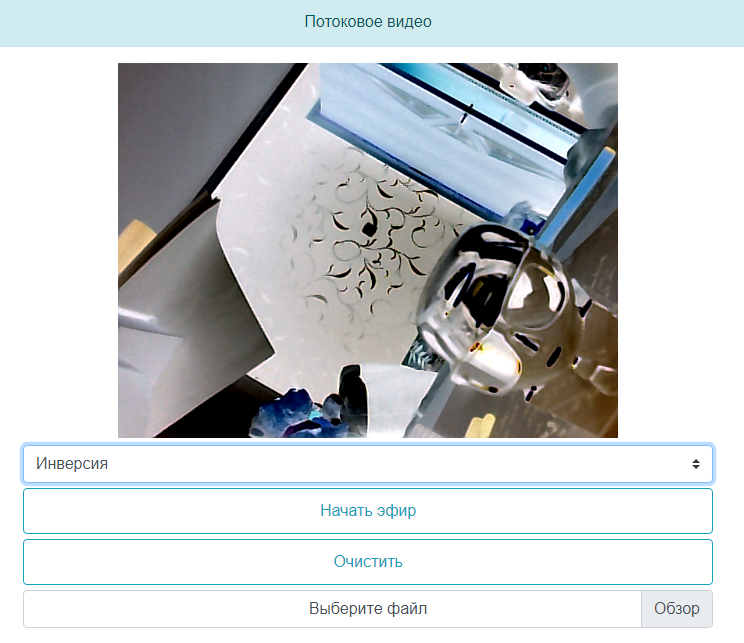 Потоковое видео
Инверсия
Начать эфир
Очистить
Выберите файл
Обзор